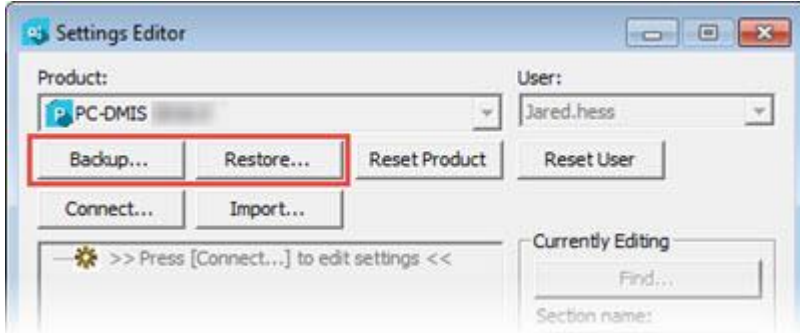 Settings Editor
Product: User:
PC-DMIS Jared.hess
Backup... Restore... Reset Product Reset User
Connect... Import...
>> Press [Connect...] to edit settings << Currently Editing
Find...
Section name: